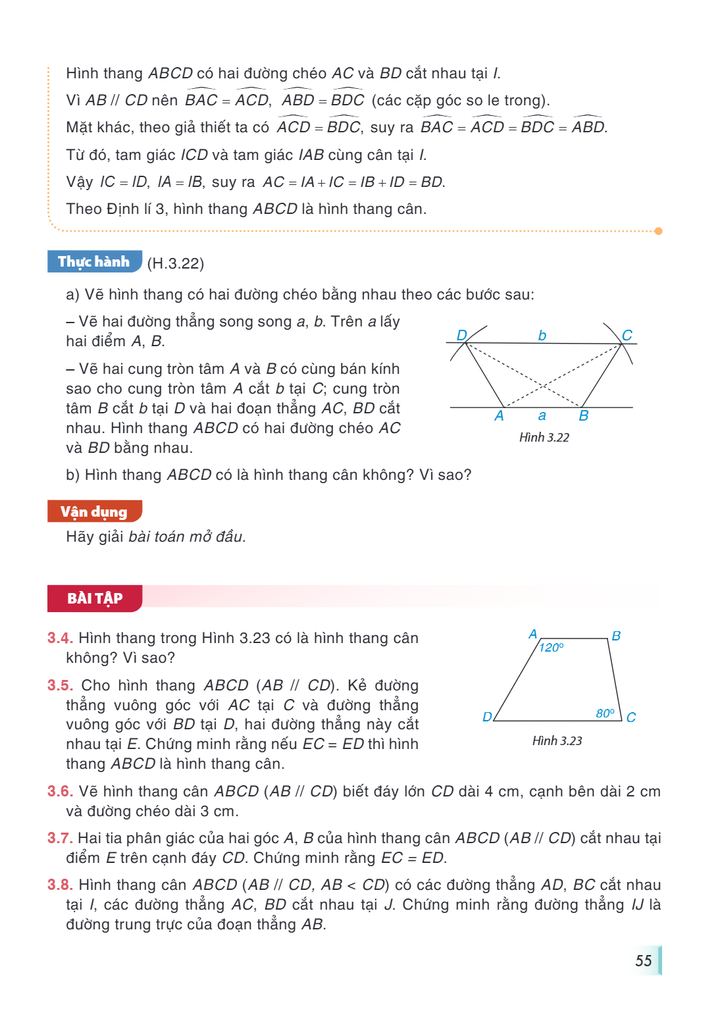 Hình thang ABCD có hai đường chéo AC và BD cắt nhau tại I.
Vì AB // CD nên \widehat{BAC} = \widehat{ACD}, \widehat{ABD} = \widehat{BDC} (các cặp góc so le trong).
Mặt khác, theo giả thiết ta có \widehat{ACD} = \widehat{BDC}, suy ra \widehat{BAC} = \widehat{ACD} = \widehat{BDC} = \widehat{ABD}.
Từ đó, tam giác ICD và tam giác IAB cùng cân tại I.
Vậy IC = ID, IA = IB, suy ra AC = IA + IC = IB + ID = BD.
Theo Định lí 3, hình thang ABCD là hình thang cân.
Thực hành (H.3.22)
a) Vẽ hình thang có hai đường chéo bằng nhau theo các bước sau:
– Vẽ hai đường thẳng song song a, b. Trên a lấy
hai điểm A, B.
– Vẽ hai cung tròn tâm A và B có cùng bán kính
sao cho cung tròn tâm A cắt b tại C; cung tròn
tâm B cắt b tại D và hai đoạn thẳng AC, BD cắt
nhau. Hình thang ABCD có hai đường chéo AC
và BD bằng nhau.
D b C
A a B
Hình 3.22
b) Hình thang ABCD có là hình thang cân không? Vì sao?
Vận dụng
Hãy giải bài toán mở đầu.
BÀI TẬP
3.4. Hình thang trong Hình 3.23 có là hình thang cân
không? Vì sao?
3.5. Cho hình thang ABCD (AB // CD). Kẻ đường
thẳng vuông góc với AC tại C và đường thẳng
vuông góc với BD tại D, hai đường thẳng này cắt
nhau tại E. Chứng minh rằng nếu EC = ED thì hình
thang ABCD là hình thang cân.
A B
120º
D 80º C
Hình 3.23
3.6. Vẽ hình thang cân ABCD (AB // CD) biết đáy lớn CD dài 4 cm, cạnh bên dài 2 cm
và đường chéo dài 3 cm.
3.7. Hai tia phân giác của hai góc A, B của hình thang cân ABCD (AB // CD) cắt nhau tại
điểm E trên cạnh đáy CD. Chứng minh rằng EC = ED.
3.8. Hình thang cân ABCD (AB // CD, AB < CD) có các đường thẳng AD, BC cắt nhau
tại I, các đường thẳng AC, BD cắt nhau tại J. Chứng minh rằng đường thẳng IJ là
đường trung trực của đoạn thẳng AB.
55